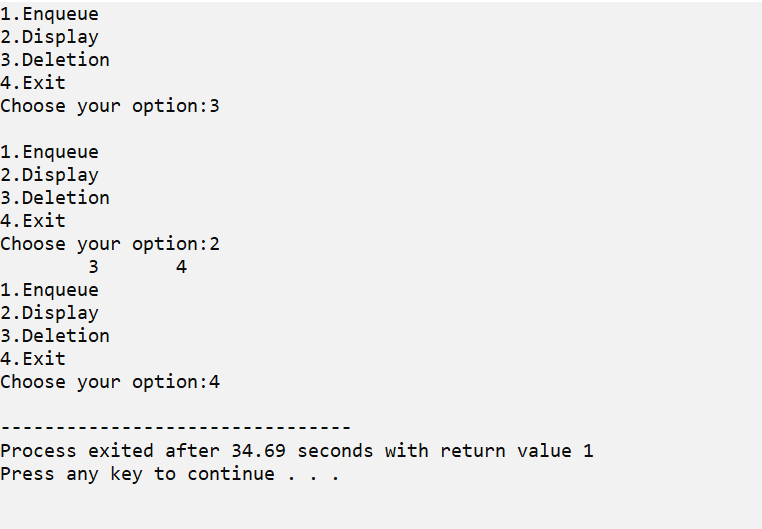 1.Enqueue
2.Display
3.Deletion
4.Exit
Choose your option:3
1.Enqueue
2.Display
3.Deletion
4.Exit
Choose your option:2
3 4
1.Enqueue
2.Display
3.Deletion
4.Exit
Choose your option:4
--------------------------------
Process exited after 34.69 seconds with return value 1
Press any key to continue . . .